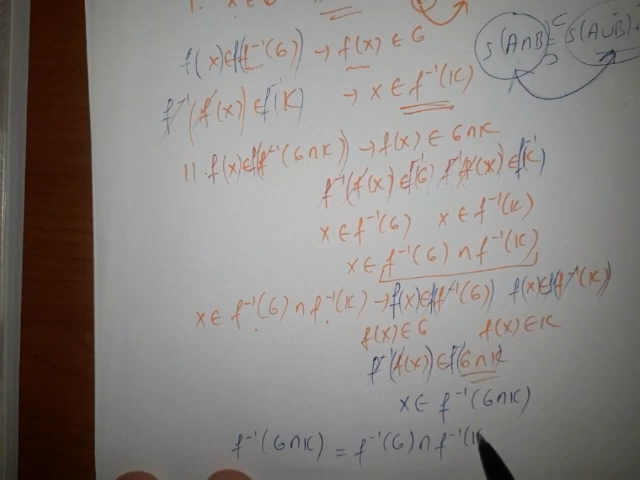 f(x)∈f(f⁻¹(G)) → f(x) ∈ G
S(A∩B) ⊆ S(A∪B)
f⁻¹(f(x)) ∈ f⁻¹(K) → x ∈ f⁻¹(K)
11. f(x)∈f(f⁻¹(G∩K)) → f(x) ∈ G∩K
f⁻¹(f(x)) ∈ f⁻¹(G) f⁻¹(f(x)) ∈ f⁻¹(K)
x ∈ f⁻¹(G) x ∈ f⁻¹(K)
x ∈ f⁻¹(G) ∩ f⁻¹(K)
x ∈ f⁻¹(G) ∩ f⁻¹(K) → f(x)∈f(f⁻¹(G)) f(x)∈f(f⁻¹(K))
f(x) ∈ G f(x) ∈ K
f⁻¹(f(x)) ∈ f⁻¹(G∩K)
x ∈ f⁻¹(G∩K)
f⁻¹(G∩K) = f⁻¹(G) ∩ f⁻¹(K